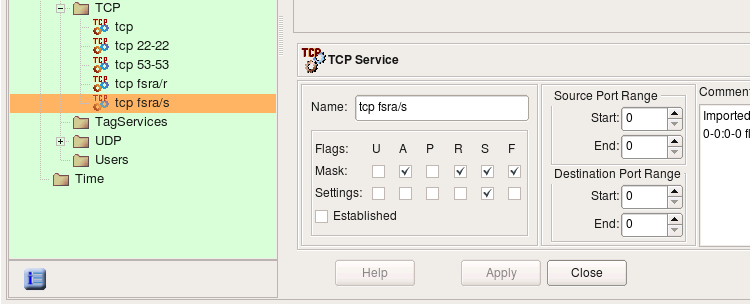 TCP
TCP tcp
TCP tcp 22-22
TCP tcp 53-53
TCP tcp fsra/r
TCP tcp fsra/s
TagServices
UDP
Users
Time
TCP TCP Service
Name: tcp fsra/s
Flags: U A P R S F
Mask:
Settings:
Established
Source Port Range
Start: 0
End: 0
Destination Port Range
Start: 0
End: 0
Comment
Imported
0-0:0-0 f
Help Apply Close